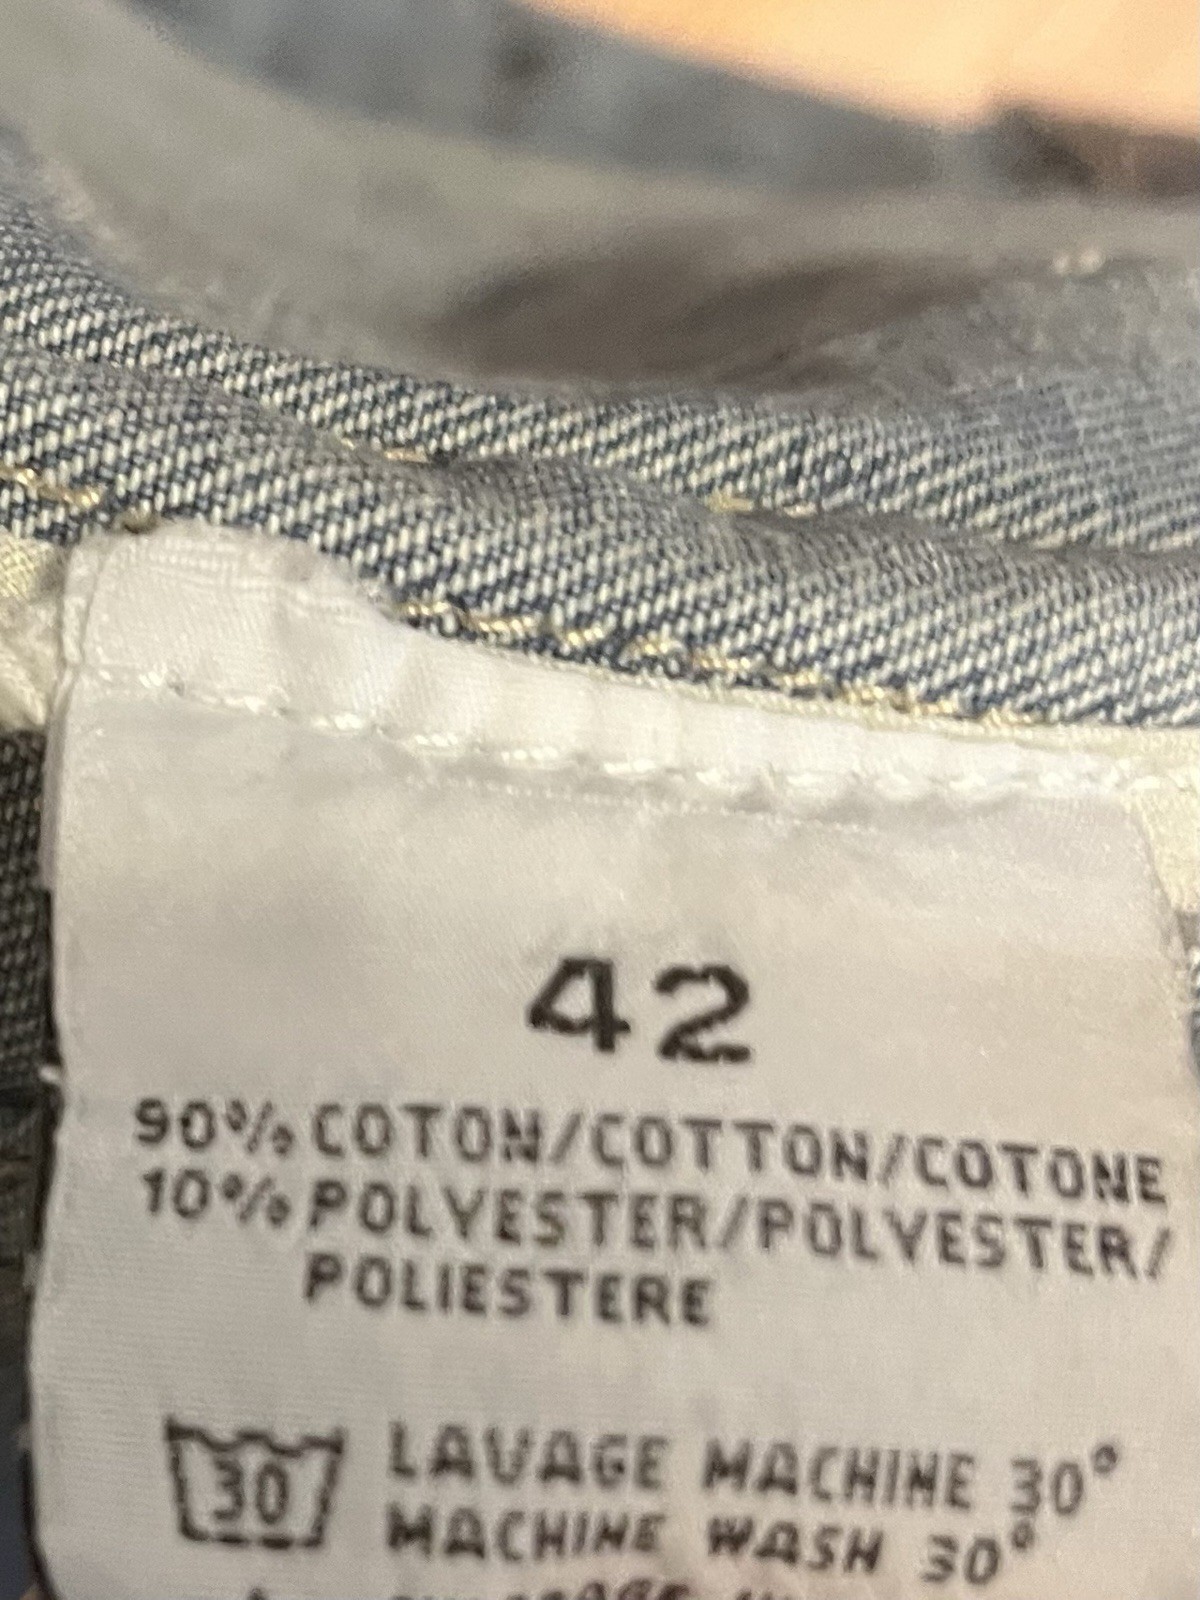 42
90% COTON/COTTON/COTONE
10% POLYESTER/POLYESTER/
POLIESTERE
30 LAVAGE MACHINE 30°
MACHINE WASH 30°